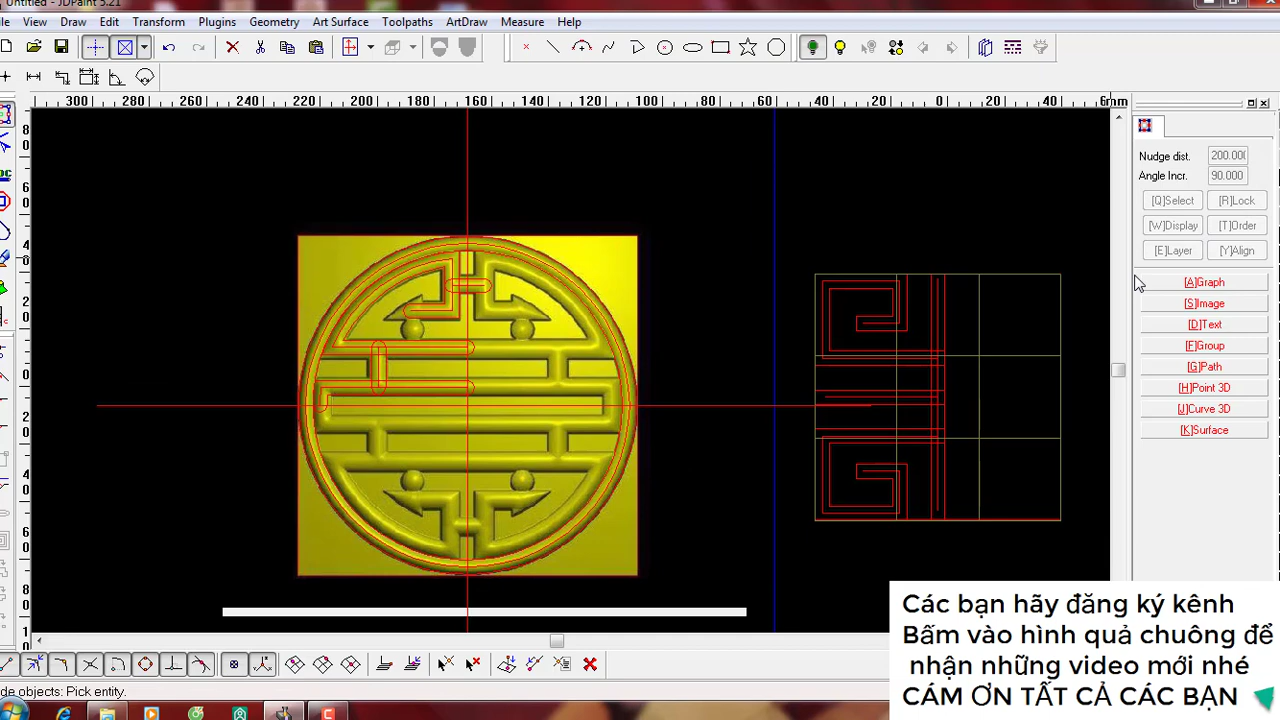 Untitled - JDPaint 5.21
View Draw Edit Transform Plugins Geometry Art Surface Toolpaths ArtDraw Measure Help
300 280 260 240 220 200 180 160 140 120 100 80 60 40 20 0 20 40 6mm
Nudge dist. 200.00(
Angle Incr. 90.000
[Q]Select [R]Lock
[W]Display [T]Order
[E]Layer [Y]Align
[A]Graph
[S]Image
[D]Text
[F]Group
[G]Path
[H]Point 3D
[J]Curve 3D
[K]Surface
de objects: Pick entity.
Các bạn hãy đăng ký kênh
Bấm vào hình quả chuông để
nhận những video mới nhé
CÁM ƠN TẤT CẢ CÁC BẠN